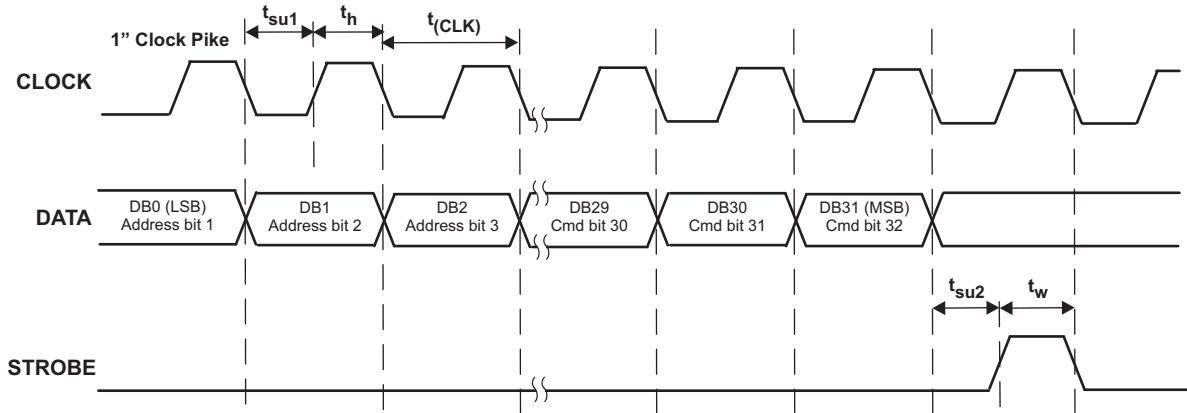 t_su1
t_h
t_(CLK)
1” Clock Pike
CLOCK
DATA
DB0 (LSB)
Address bit 1
DB1
Address bit 2
DB2
Address bit 3
DB29
Cmd bit 30
DB30
Cmd bit 31
DB31 (MSB)
Cmd bit 32
t_su2
t_w
STROBE